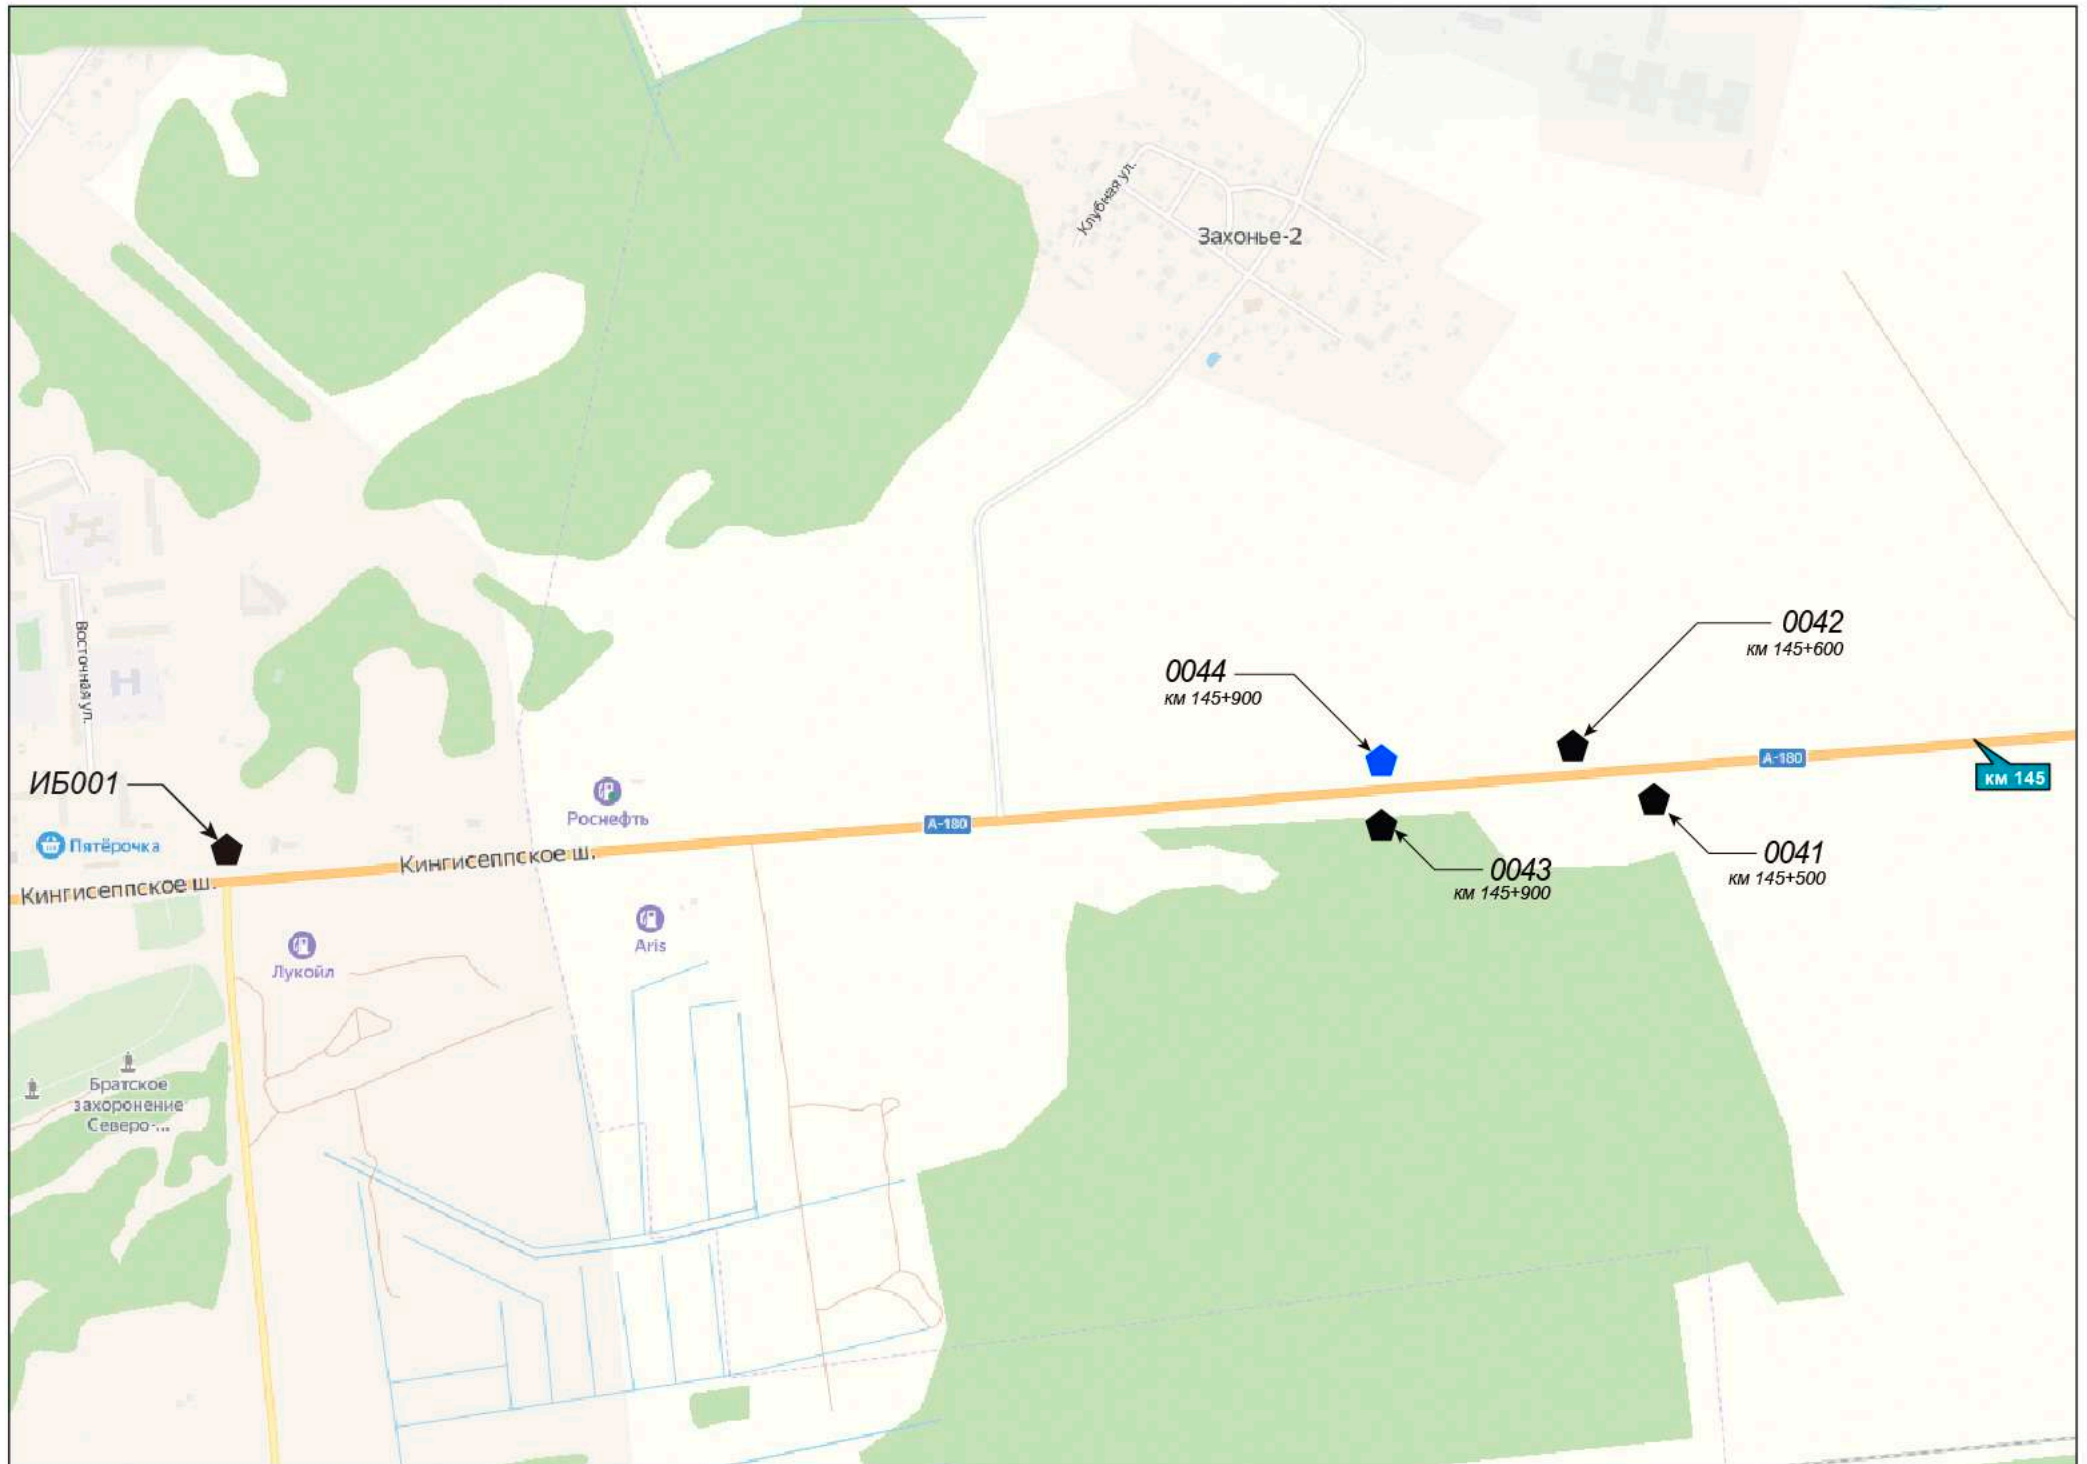 Клубная ул.
Захонье-2
Восточная ул.
0042
км 145+600
0044
км 145+900
А-180
км 145
ИБ001
Роснефть
А-180
Пятёрочка
Кингисеппское ш.
Кингисеппское ш.
0041
км 145+500
0043
км 145+900
Aris
Лукойл
Братское
захоронение
Северо-...